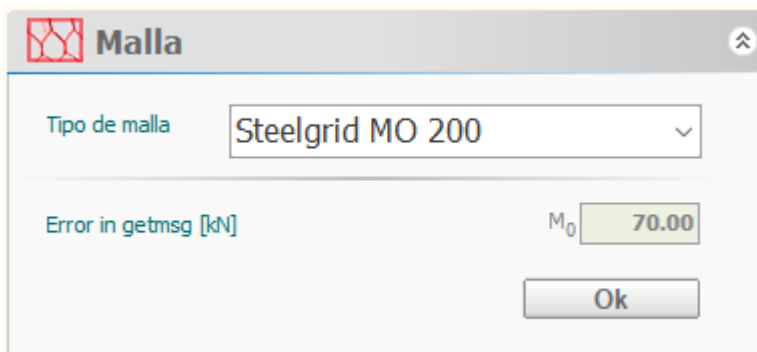 Malla
Tipo de malla Steelgrid MO 200
Error in getmsg [kN] M₀ 70.00
Ok